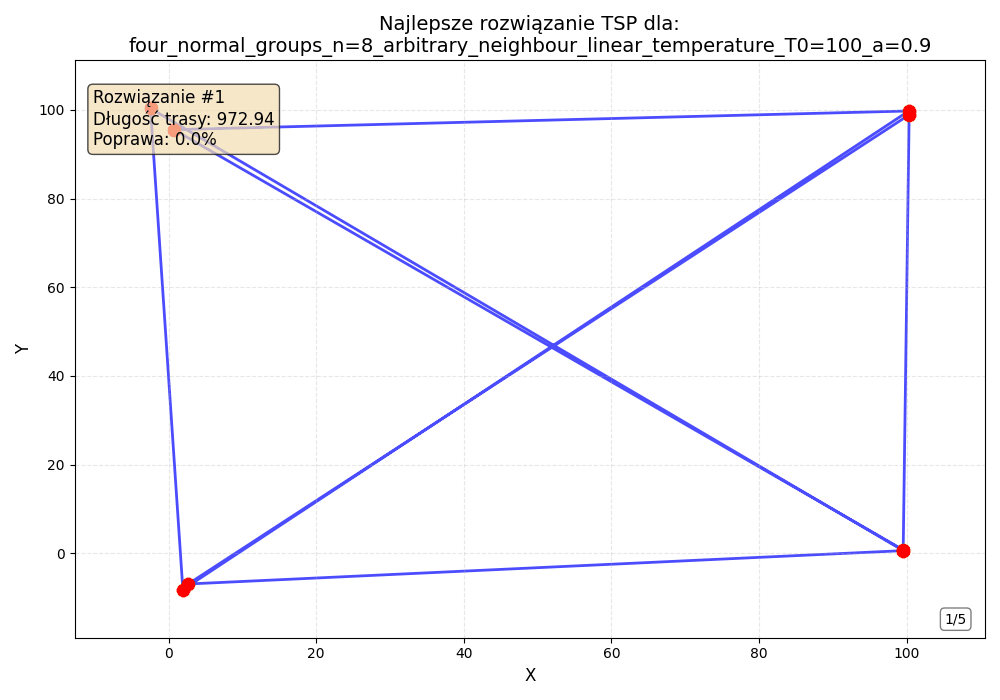 Najlepsze rozwiązanie TSP dla:
four_normal_groups_n=8_arbitrary_neighbour_linear_temperature_T0=100_a=0.9
Rozwiązanie #1
Długość trasy: 972.94
Poprawa: 0.0%
100
80
60
40
20
0
Y
1/5
0 20 40 60 80 100
X